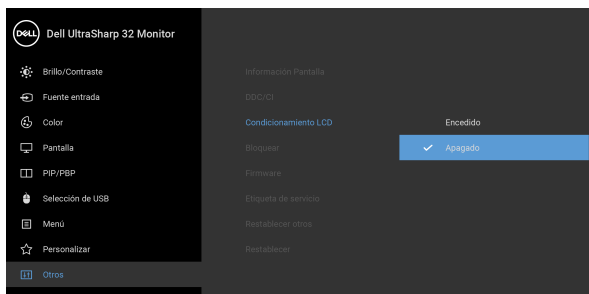 DELL Dell UltraSharp 32 Monitor
Brillo/Contraste
Fuente entrada
Color
Pantalla
PIP/PBP
Selección de USB
Menú
Personalizar
Otros
Información Pantalla
DDC/CI
Condicionamiento LCD
Bloquear
Firmware
Etiqueta de servicio
Restablecer otros
Restablecer
Encedido
Apagado